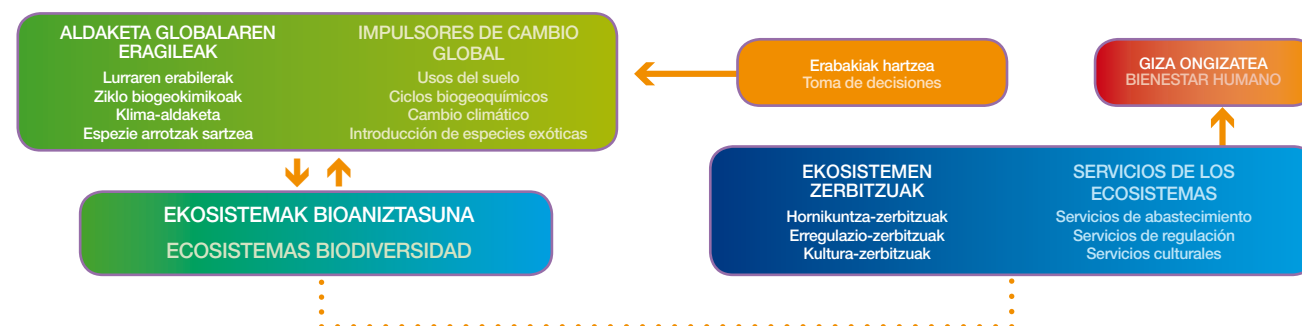 ALDAKETA GLOBALAREN
ERAGILEAK
Lurraren erabilerak
Ziklo biogeokimikoak
Klima-aldaketa
Espezie arrotzak sartzea
IMPULSORES DE CAMBIO
GLOBAL
Usos del suelo
Ciclos biogeoquímicos
Cambio climático
Introducción de especies exóticas
Erabakiak hartzea
Toma de decisiones
GIZA ONGIZATEA
BIENESTAR HUMANO
EKOSISTEMAK BIOANIZTASUNA
ECOSISTEMAS BIODIVERSIDAD
EKOSISTEMEN
ZERBITZUAK
Hornikuntza-zerbitzuak
Erregulazio-zerbitzuak
Kultura-zerbitzuak
SERVICIOS DE LOS
ECOSISTEMAS
Servicios de abastecimiento
Servicios de regulación
Servicios culturales